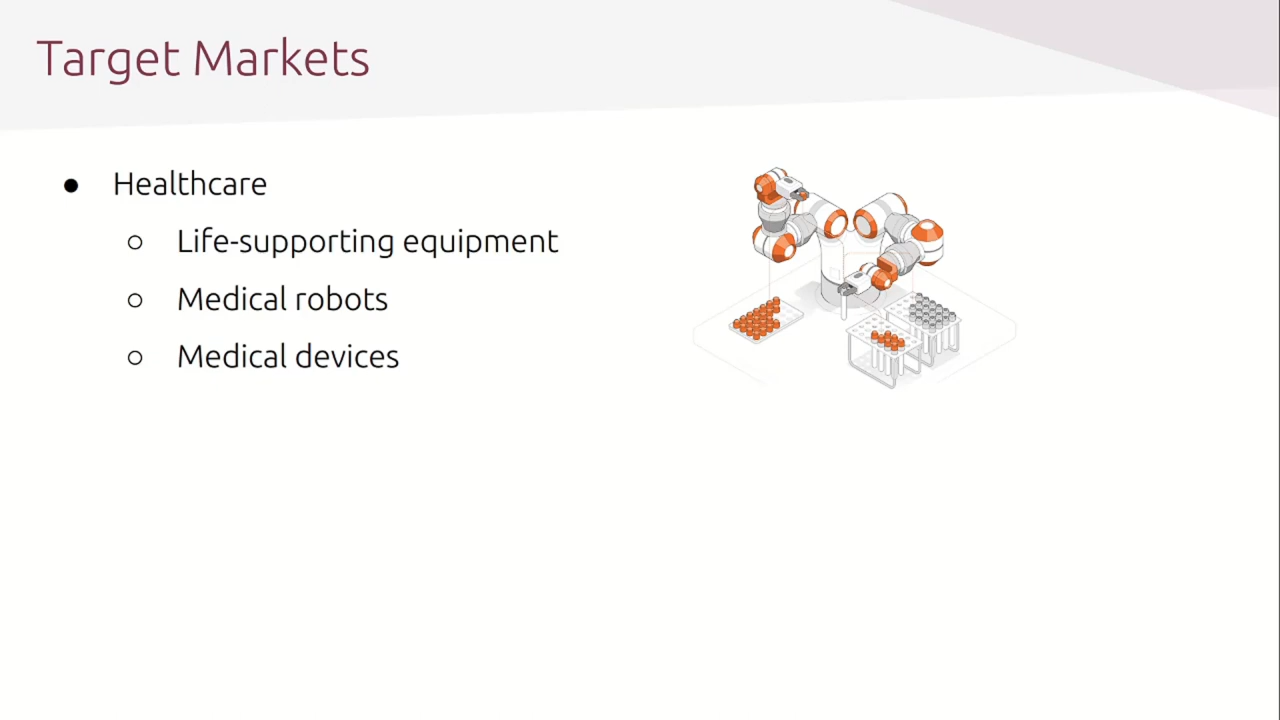 Target Markets
● Healthcare
○ Life-supporting equipment
○ Medical robots
○ Medical devices